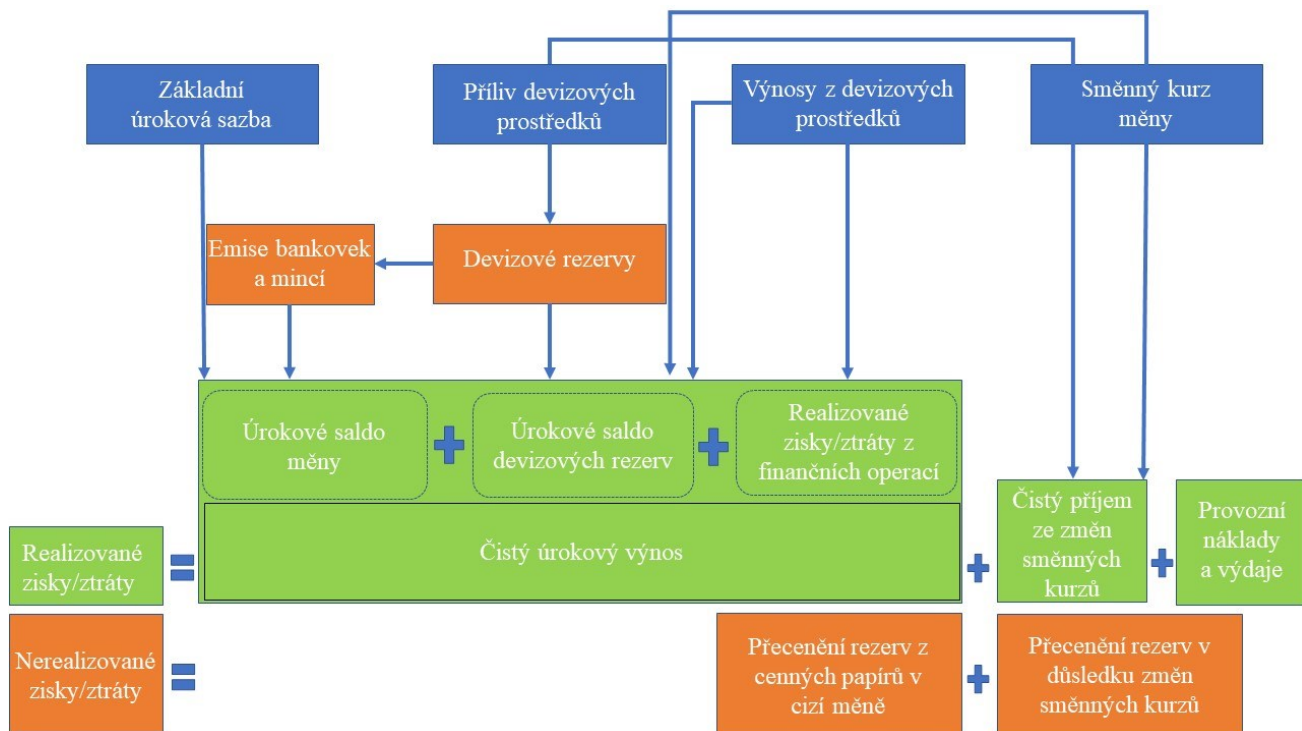 Základní
úroková sazba
Příliv devizových
prostředků
Výnosy z devizových
prostředků
Směnný kurz
měny
Emise bankovek
a mincí
Devizové rezervy
Úrokové saldo
měny
Úrokové saldo
devizových rezerv
Realizované
zisky/ztráty z
finančních operací
Realizované
zisky/ztráty
Čistý úrokový výnos
Čistý příjem
ze změn
směnných
kurzů
Provozní
náklady
a výdaje
Nerealizované
zisky/ztráty
Přecenění rezerv z
cenných papírů v
cizí měně
Přecenění rezerv v
důsledku změn
směnných kurzů